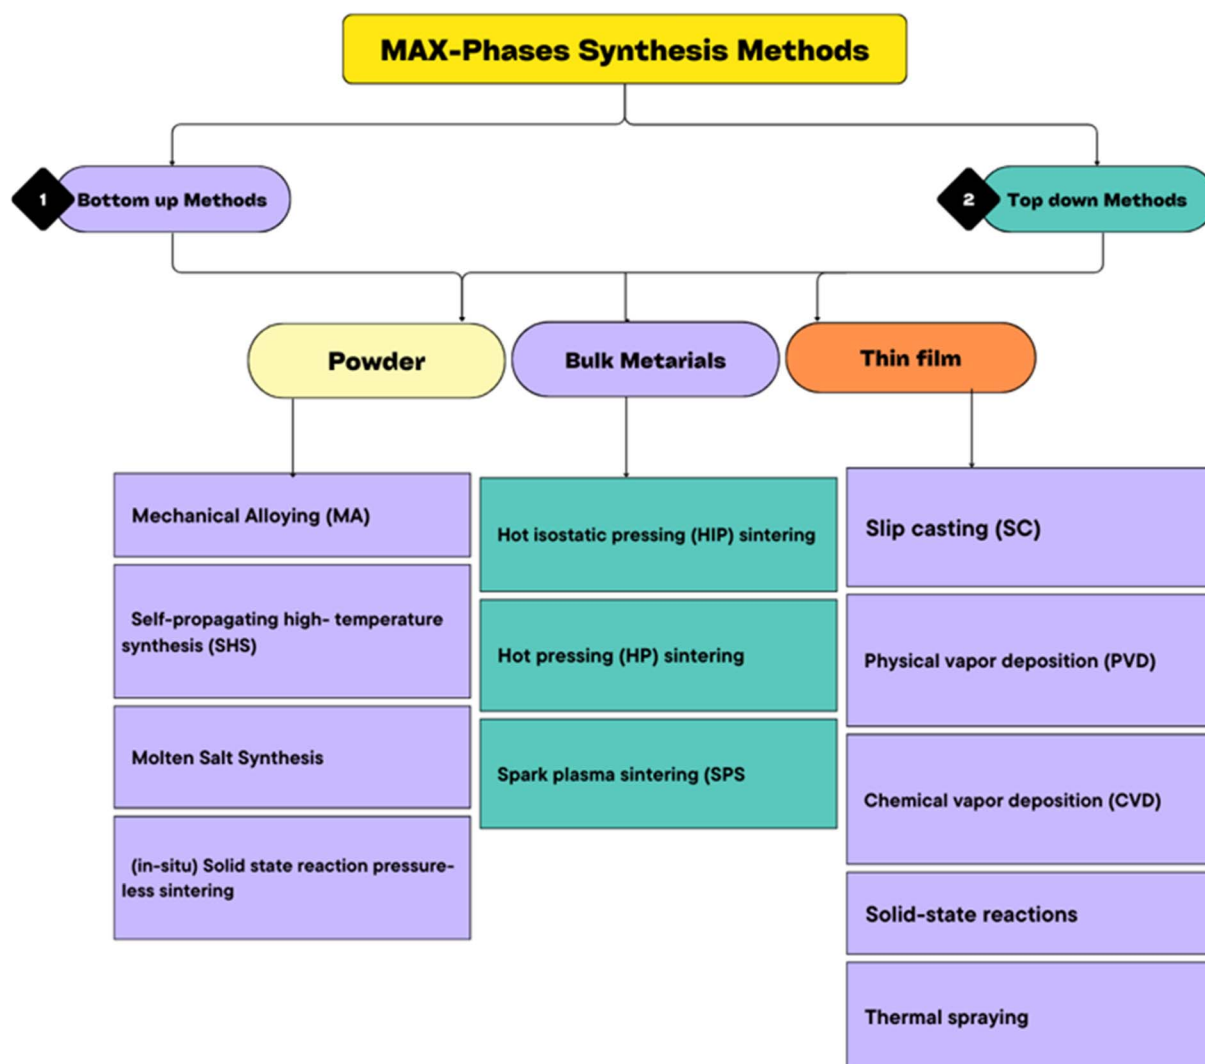 MAX-Phases Synthesis Methods
1
Bottom up Methods
2
Top down Methods
Powder
Bulk Metarials
Thin film
Mechanical Alloying (MA)
Self-propagating high- temperature
synthesis (SHS)
Molten Salt Synthesis
(in-situ) Solid state reaction pressure-
less sintering
Hot isostatic pressing (HIP) sintering
Hot pressing (HP) sintering
Spark plasma sintering (SPS
Slip casting (SC)
Physical vapor deposition (PVD)
Chemical vapor deposition (CVD)
Solid-state reactions
Thermal spraying